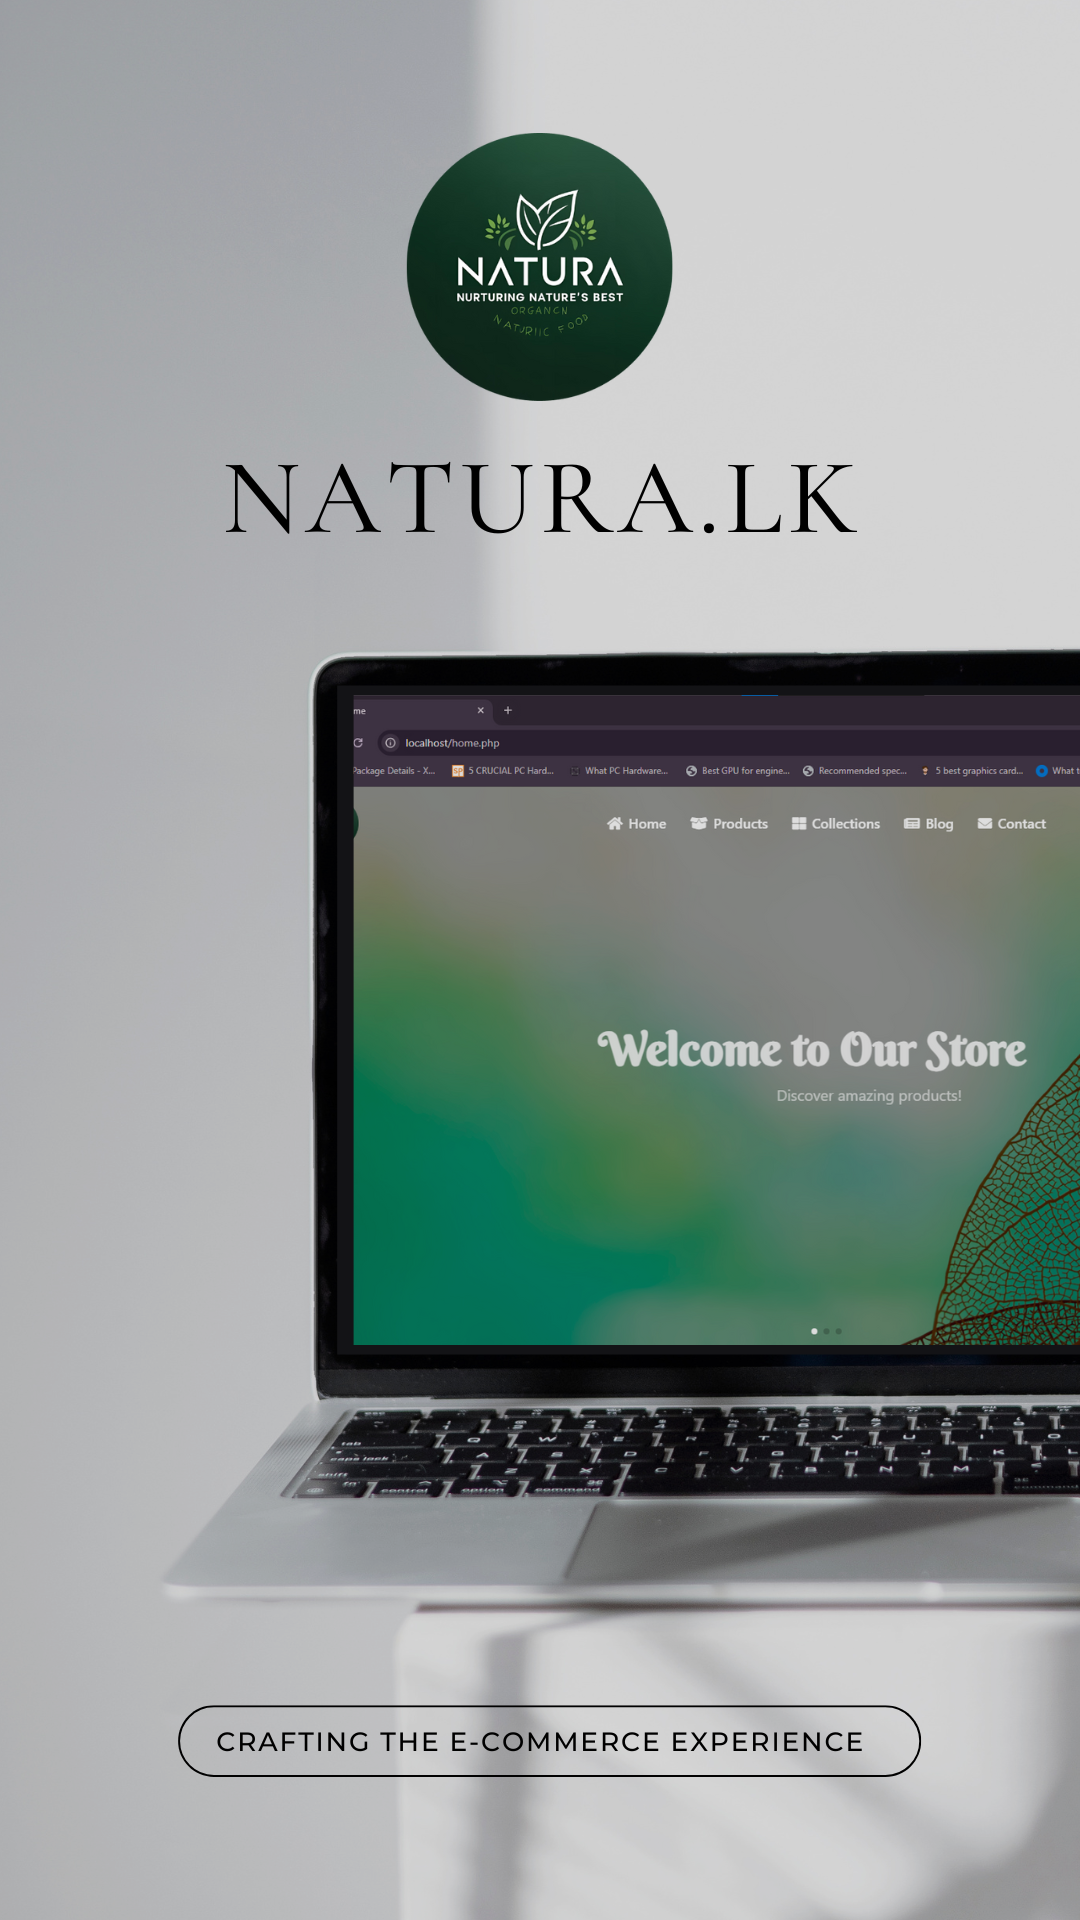 NATURA
NURTURING NATURE'S BEST
ORGANCN
NATURIIC FOOD
NATURA.LK
me
localhost/home.php
Package Details - X...
5 CRUCIAL PC Hard...
What PC Hardware...
Best GPU for engine...
Recommended spec...
5 best graphics card...
What t
Home Products Collections Blog Contact
Welcome to Our Store
Discover amazing products!
Q W E R T Y U I O
tab
A S D F G H J K L
caps lock
Z X C V B N M
shift
fn control option command command
CRAFTING THE E-COMMERCE EXPERIENCE